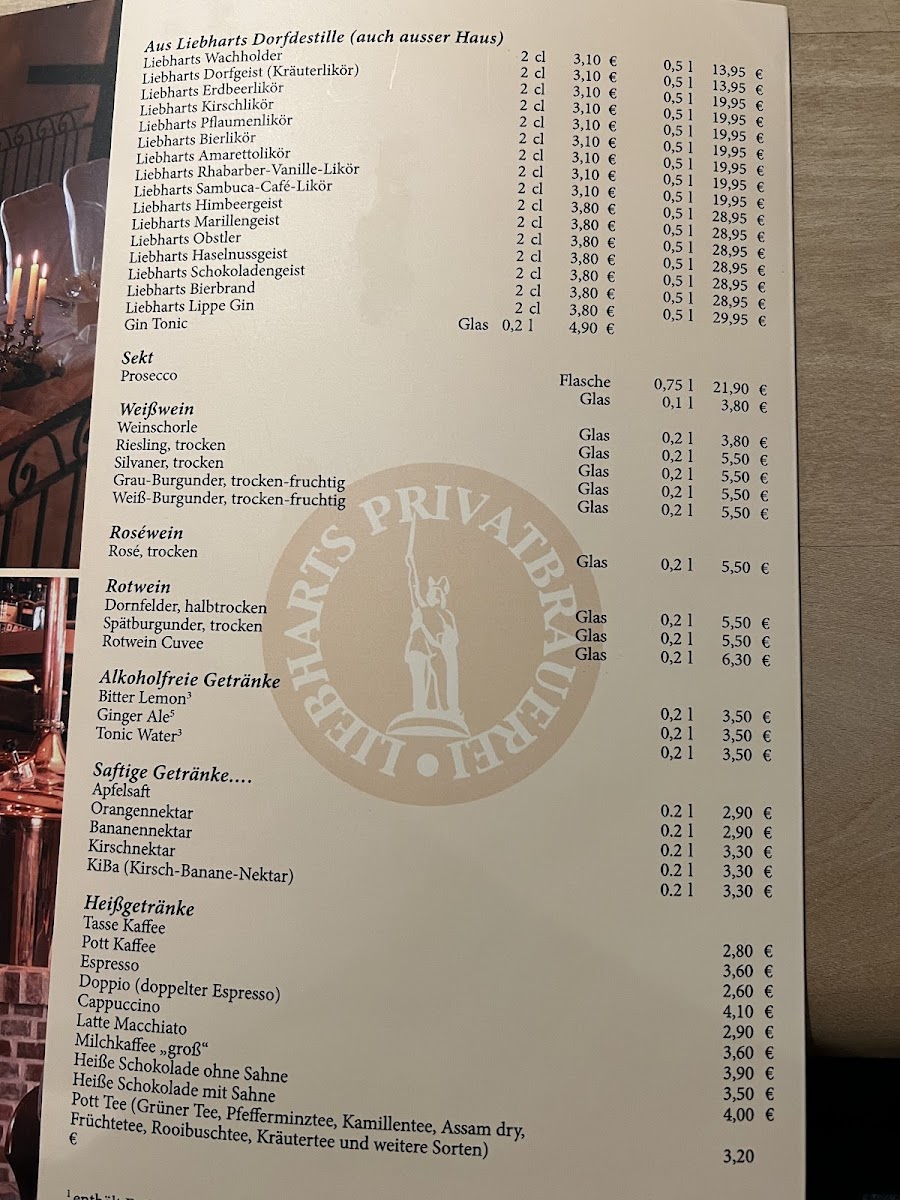 Aus Liebharts Dorfdestille (auch ausser Haus)
Liebharts Wachholder 2 cl 3,10 € 0,5 l 13,95 €
Liebharts Dorfgeist (Kräuterlikör) 2 cl 3,10 € 0,5 l 13,95 €
Liebharts Erdbeerlikör 2 cl 3,10 € 0,5 l 19,95 €
Liebharts Kirschlikör 2 cl 3,10 € 0,5 l 19,95 €
Liebharts Pflaumenlikör 2 cl 3,10 € 0,5 l 19,95 €
Liebharts Bierlikör 2 cl 3,10 € 0,5 l 19,95 €
Liebharts Amarettolikör 2 cl 3,10 € 0,5 l 19,95 €
Liebharts Rhabarber-Vanille-Likör 2 cl 3,10 € 0,5 l 19,95 €
Liebharts Sambuca-Café-Likör 2 cl 3,10 € 0,5 l 19,95 €
Liebharts Himbeergeist 2 cl 3,80 € 0,5 l 28,95 €
Liebharts Marillengeist 2 cl 3,80 € 0,5 l 28,95 €
Liebharts Obstler 2 cl 3,80 € 0,5 l 28,95 €
Liebharts Haselnussgeist 2 cl 3,80 € 0,5 l 28,95 €
Liebharts Schokoladengeist 2 cl 3,80 € 0,5 l 28,95 €
Liebharts Bierbrand 2 cl 3,80 € 0,5 l 28,95 €
Liebharts Lippe Gin 2 cl 3,80 € 0,5 l 29,95 €
Gin Tonic Glas 0,2 l 4,90 €
Sekt
Prosecco Flasche 0,75 l 21,90 €
Glas 0,1 l 3,80 €
Weißwein
Weinschorle Glas 0,2 l 3,80 €
Riesling, trocken Glas 0,2 l 5,50 €
Silvaner, trocken Glas 0,2 l 5,50 €
Grau-Burgunder, trocken-fruchtig Glas 0,2 l 5,50 €
Weiß-Burgunder, trocken-fruchtig Glas 0,2 l 5,50 €
Roséwein
Rosé, trocken Glas 0,2 l 5,50 €
Rotwein
Dornfelder, halbtrocken Glas 0,2 l 5,50 €
Spätburgunder, trocken Glas 0,2 l 5,50 €
Rotwein Cuvee Glas 0,2 l 6,30 €
LIEBHARTS PRIVATBRAUEREI •
Alkoholfreie Getränke
Bitter Lemon³ 0,2 l 3,50 €
Ginger Ale⁵ 0,2 l 3,50 €
Tonic Water³ 0,2 l 3,50 €
Saftige Getränke....
Apfelsaft 0.2 l 2,90 €
Orangennektar 0.2 l 2,90 €
Bananennektar 0.2 l 3,30 €
Kirschnektar 0.2 l 3,30 €
KiBa (Kirsch-Banane-Nektar) 0.2 l 3,30 €
Heißgetränke
Tasse Kaffee 2,80 €
Pott Kaffee 3,60 €
Espresso 2,60 €
Doppio (doppelter Espresso) 4,10 €
Cappuccino 2,90 €
Latte Macchiato 3,60 €
Milchkaffee „groß“ 3,90 €
Heiße Schokolade ohne Sahne 3,50 €
Heiße Schokolade mit Sahne 4,00 €
Pott Tee (Grüner Tee, Pfefferminztee, Kamillentee, Assam dry,
Früchtetee, Rooibuschtee, Kräutertee und weitere Sorten) 3,20
€